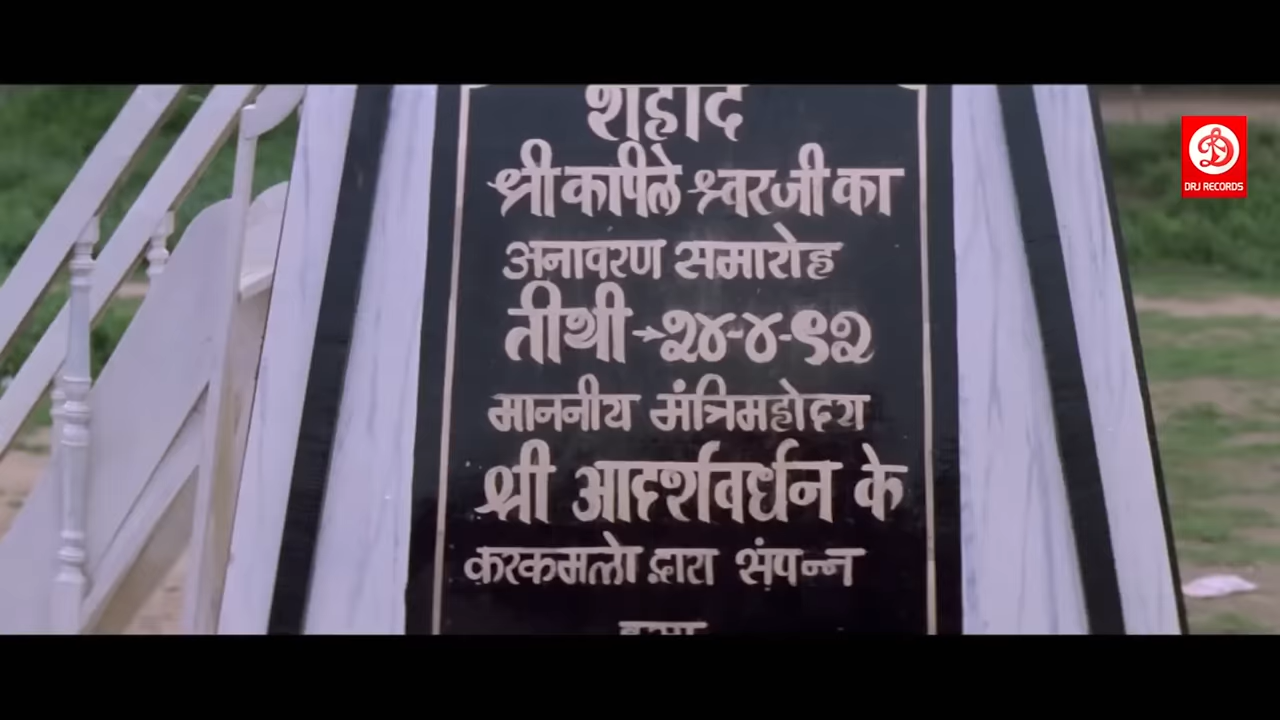 शहीद
श्री कपिले श्वरजी का
अनावरण समारोह
तीथी → २४-४-९२
माननीय मंत्रिमहोदय
श्री आदर्शवर्धन के
करकमलो द्वारा संपन्न
हुआ
DRJ RECORDS